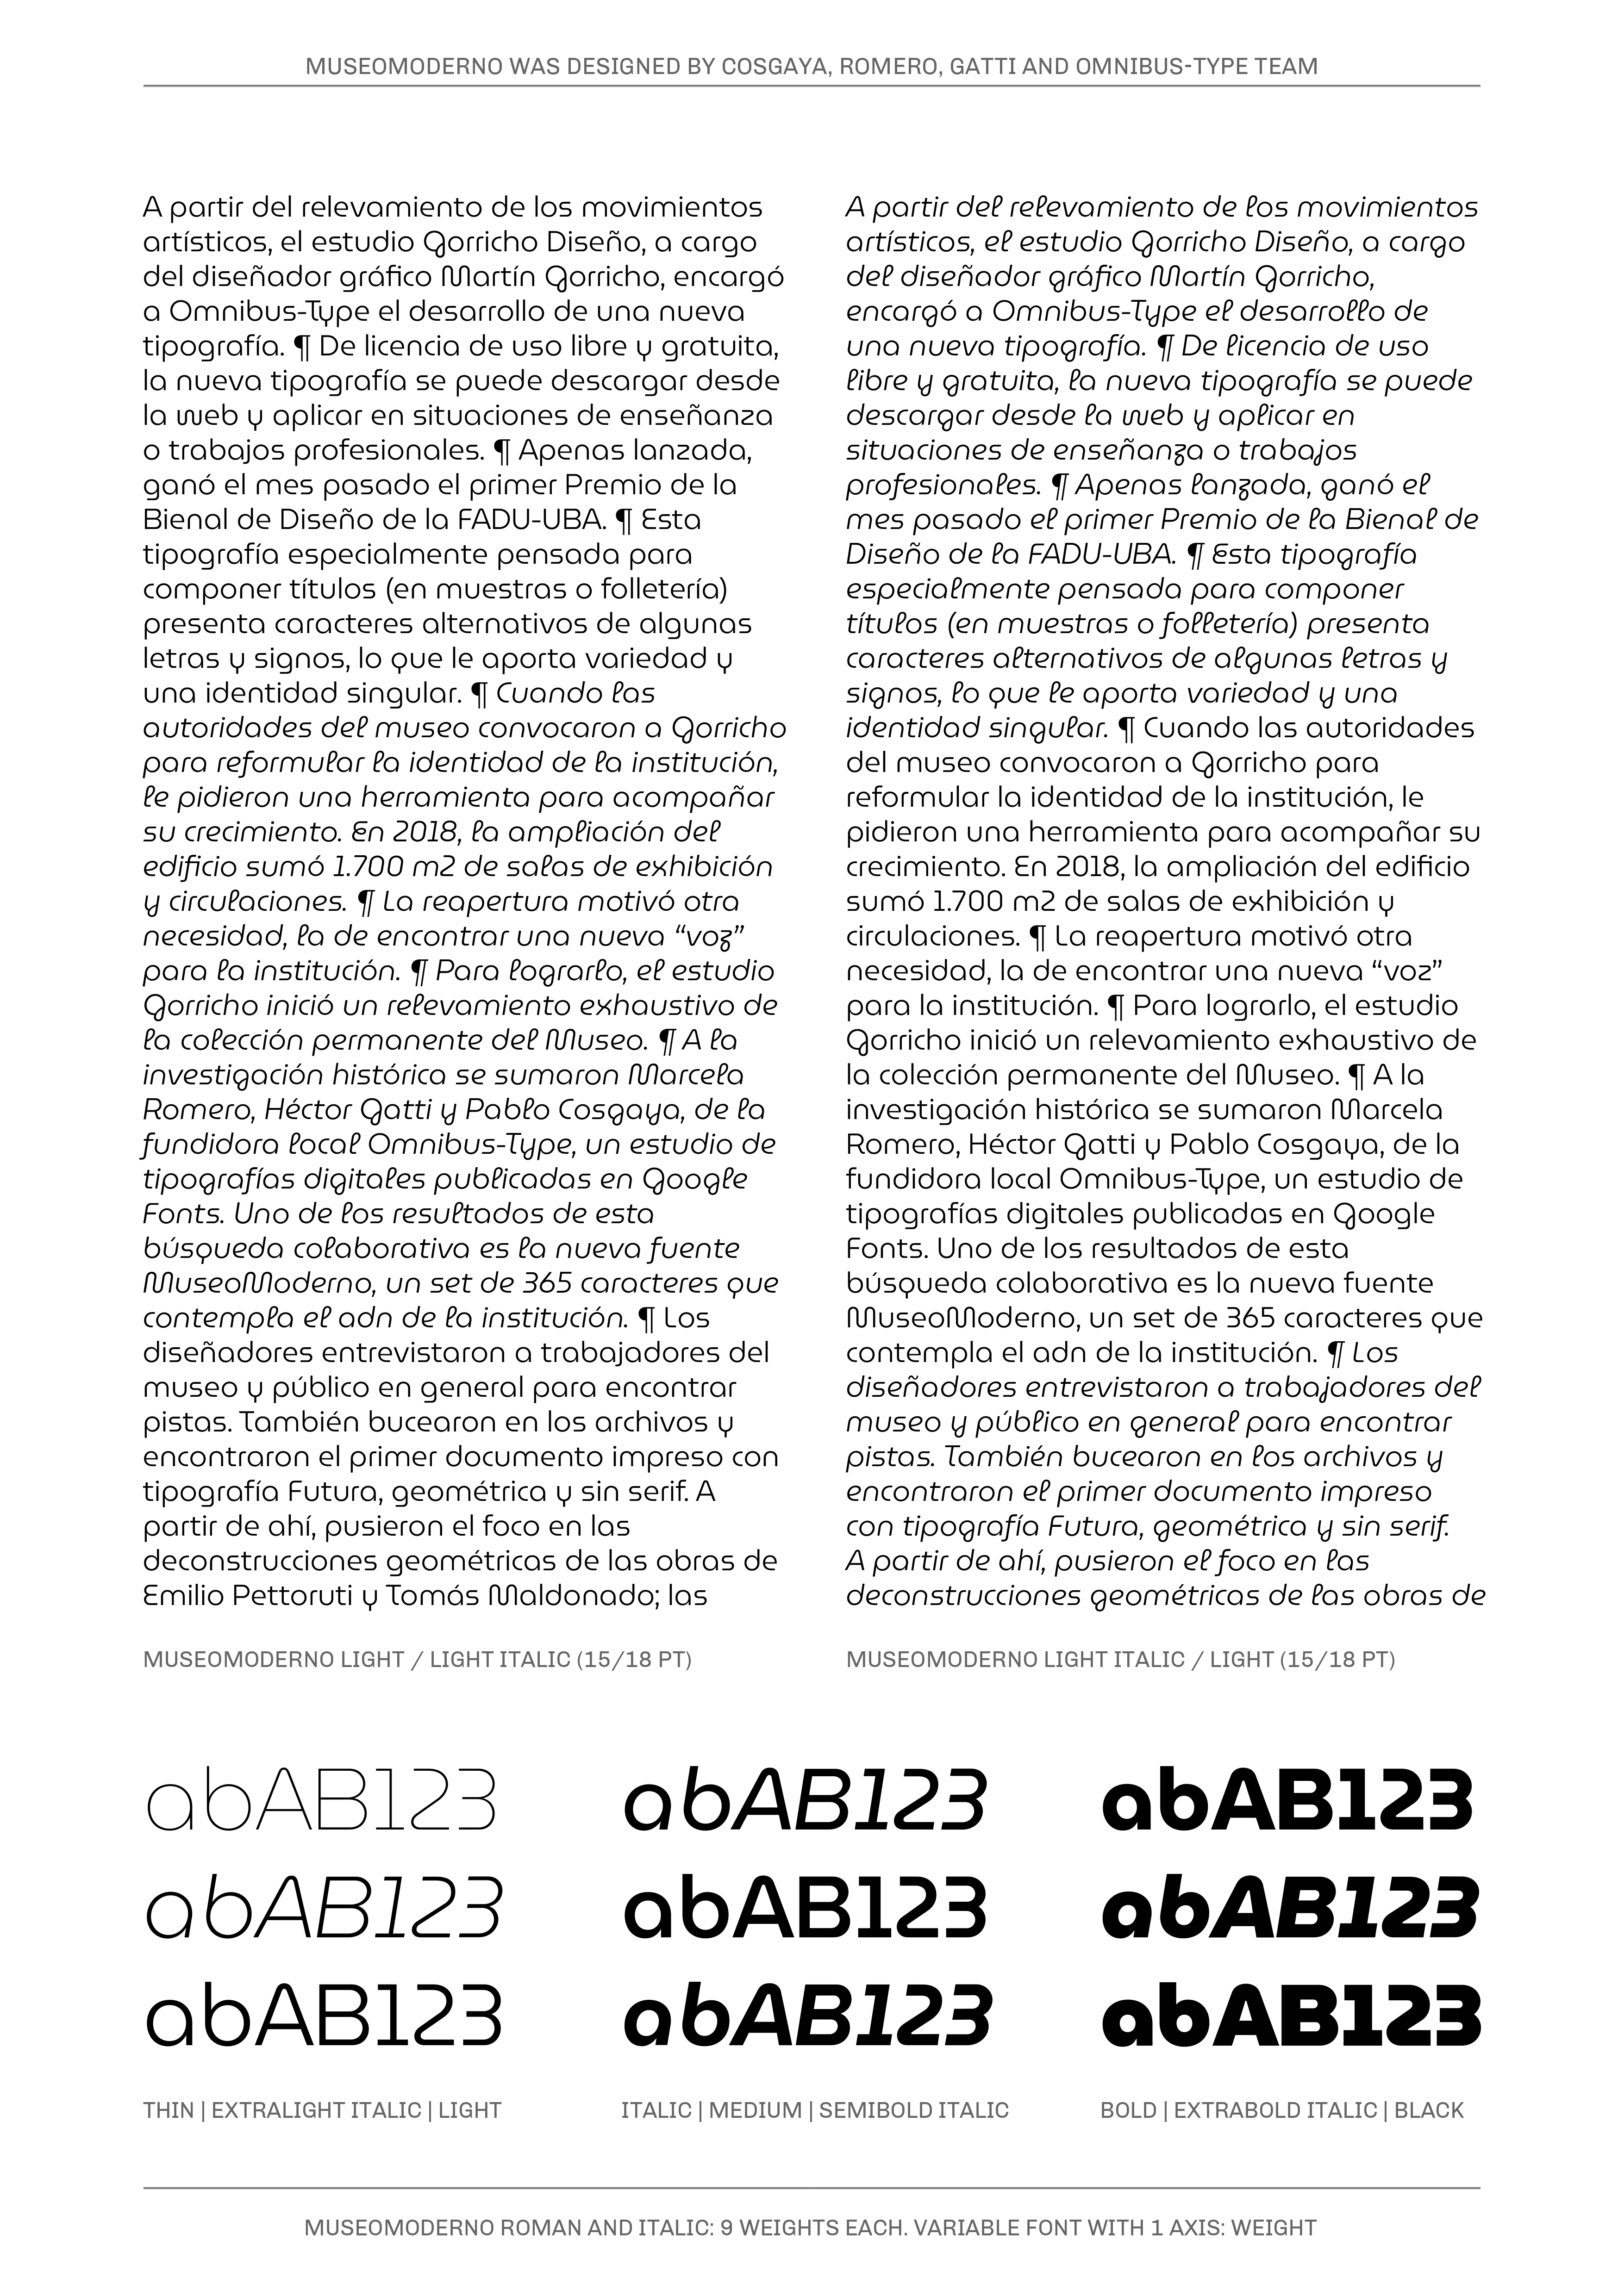 MUSEOMODERNO WAS DESIGNED BY COSGAYA, ROMERO, GATTI AND OMNIBUS-TYPE TEAM
A partir del relevamiento de los movimientos
artísticos, el estudio Gorricho Diseño, a cargo
del diseñador gráfico Martín Gorricho, encargó
a Omnibus-Type el desarrollo de una nueva
tipografía. ¶ De licencia de uso libre y gratuita,
la nueva tipografía se puede descargar desde
la web y aplicar en situaciones de enseñanza
o trabajos profesionales. ¶ Apenas lanzada,
ganó el mes pasado el primer Premio de la
Bienal de Diseño de la FADU-UBA. ¶ Esta
tipografía especialmente pensada para
componer títulos (en muestras o folletería)
presenta caracteres alternativos de algunas
letras y signos, lo que le aporta variedad y
una identidad singular. ¶ Cuando las
autoridades del museo convocaron a Gorricho
para reformular la identidad de la institución,
le pidieron una herramienta para acompañar
su crecimiento. En 2018, la ampliación del
edificio sumó 1.700 m2 de salas de exhibición
y circulaciones. ¶ La reapertura motivó otra
necesidad, la de encontrar una nueva “voz”
para la institución. ¶ Para lograrlo, el estudio
Gorricho inició un relevamiento exhaustivo de
la colección permanente del Museo. ¶ A la
investigación histórica se sumaron Marcela
Romero, Héctor Gatti y Pablo Cosgaya, de la
fundidora local Omnibus-Type, un estudio de
tipografías digitales publicadas en Google
Fonts. Uno de los resultados de esta
búsqueda colaborativa es la nueva fuente
MuseoModerno, un set de 365 caracteres que
contempla el adn de la institución. ¶ Los
diseñadores entrevistaron a trabajadores del
museo y público en general para encontrar
pistas. También bucearon en los archivos y
encontraron el primer documento impreso con
tipografía Futura, geométrica y sin serif. A
partir de ahí, pusieron el foco en las
deconstrucciones geométricas de las obras de
Emilio Pettoruti y Tomás Maldonado; las
MUSEOMODERNO LIGHT / LIGHT ITALIC (15/18 PT)
A partir del relevamiento de los movimientos
artísticos, el estudio Gorricho Diseño, a cargo
del diseñador gráfico Martín Gorricho,
encargó a Omnibus-Type el desarrollo de
una nueva tipografía. ¶ De licencia de uso
libre y gratuita, la nueva tipografía se puede
descargar desde la web y aplicar en
situaciones de enseñanza o trabajos
profesionales. ¶ Apenas lanzada, ganó el
mes pasado el primer Premio de la Bienal de
Diseño de la FADU-UBA. ¶ Esta tipografía
especialmente pensada para componer
títulos (en muestras o folletería) presenta
caracteres alternativos de algunas letras y
signos, lo que le aporta variedad y una
identidad singular. ¶ Cuando las autoridades
del museo convocaron a Gorricho para
reformular la identidad de la institución, le
pidieron una herramienta para acompañar su
crecimiento. En 2018, la ampliación del edificio
sumó 1.700 m2 de salas de exhibición y
circulaciones. ¶ La reapertura motivó otra
necesidad, la de encontrar una nueva “voz”
para la institución. ¶ Para lograrlo, el estudio
Gorricho inició un relevamiento exhaustivo de
la colección permanente del Museo. ¶ A la
investigación histórica se sumaron Marcela
Romero, Héctor Gatti y Pablo Cosgaya, de la
fundidora local Omnibus-Type, un estudio de
tipografías digitales publicadas en Google
Fonts. Uno de los resultados de esta
búsqueda colaborativa es la nueva fuente
MuseoModerno, un set de 365 caracteres que
contempla el adn de la institución. ¶ Los
diseñadores entrevistaron a trabajadores del
museo y público en general para encontrar
pistas. También bucearon en los archivos y
encontraron el primer documento impreso
con tipografía Futura, geométrica y sin serif.
A partir de ahí, pusieron el foco en las
deconstrucciones geométricas de las obras de
MUSEOMODERNO LIGHT ITALIC / LIGHT (15/18 PT)
abAB123
abAB123
abAB123
THIN | EXTRALIGHT ITALIC | LIGHT
abAB123
abAB123
abAB123
ITALIC | MEDIUM | SEMIBOLD ITALIC
abAB123
abAB123
abAB123
BOLD | EXTRABOLD ITALIC | BLACK
MUSEOMODERNO ROMAN AND ITALIC: 9 WEIGHTS EACH. VARIABLE FONT WITH 1 AXIS: WEIGHT